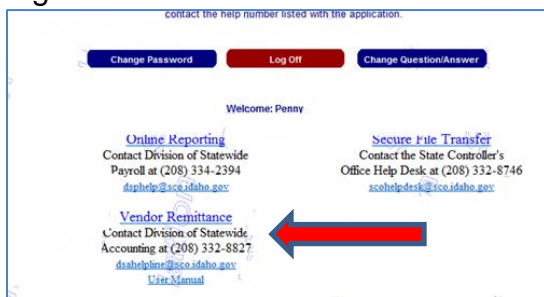 contact the help number listed with the application.
Change Password
Log Off
Change Question/Answer
Welcome: Penny
Online Reporting
Contact Division of Statewide
Payroll at (208) 334-2394
dsphelp@sco.idaho.gov
Secure File Transfer
Contact the State Controller's
Office Help Desk at (208) 332-8746
scohelpdesk@sco.idaho.gov
Vendor Remittance
Contact Division of Statewide
Accounting at (208) 332-8827
dsahelpline@sco.idaho.gov
User Manual